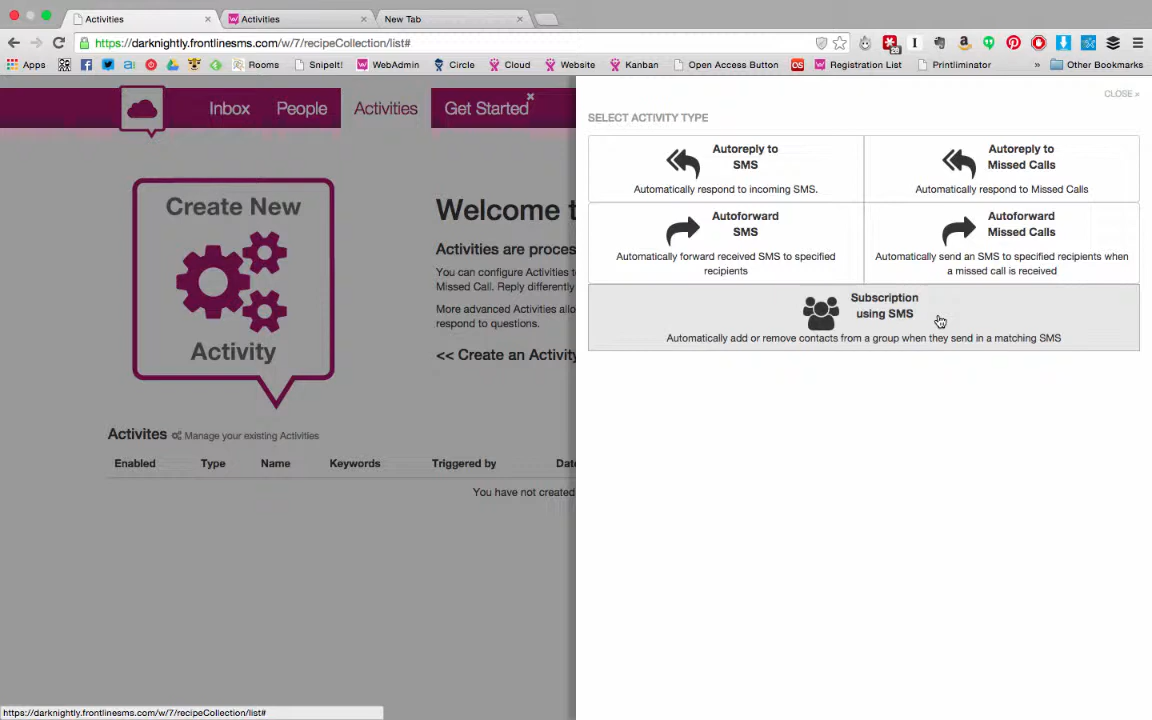 Activities
Activities
New Tab
https://darknightly.frontlinesms.com/w/7/recipeCollection/list#
Apps
Rooms
SnipeIt!
WebAdmin
Circle
Cloud
Website
Kanban
Open Access Button
Registration List
Printliminator
»
Other Bookmarks
Inbox
People
Activities
Get Started
CLOSE »
SELECT ACTIVITY TYPE
Autoreply to
SMS
Automatically respond to incoming SMS.
Autoreply to
Missed Calls
Automatically respond to Missed Calls
Autoforward
SMS
Automatically forward received SMS to specified
recipients
Autoforward
Missed Calls
Automatically send an SMS to specified recipients when
a missed call is received
Subscription
using SMS
Automatically add or remove contacts from a group when they send in a matching SMS
Create New
Activity
Welcome t
Activities are proces
You can configure Activities t
Missed Call. Reply differently
More advanced Activities allo
respond to questions.
<< Create an Activity
Activites Manage your existing Activities
Enabled Type Name Keywords Triggered by Date
You have not created
https://darknightly.frontlinesms.com/w/7/recipeCollection/list#